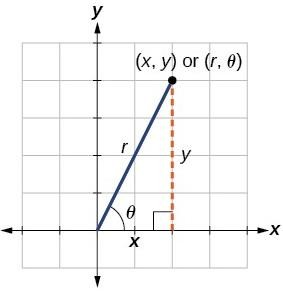 y
(x, y) or (r, θ)
r
y
θ
x
x